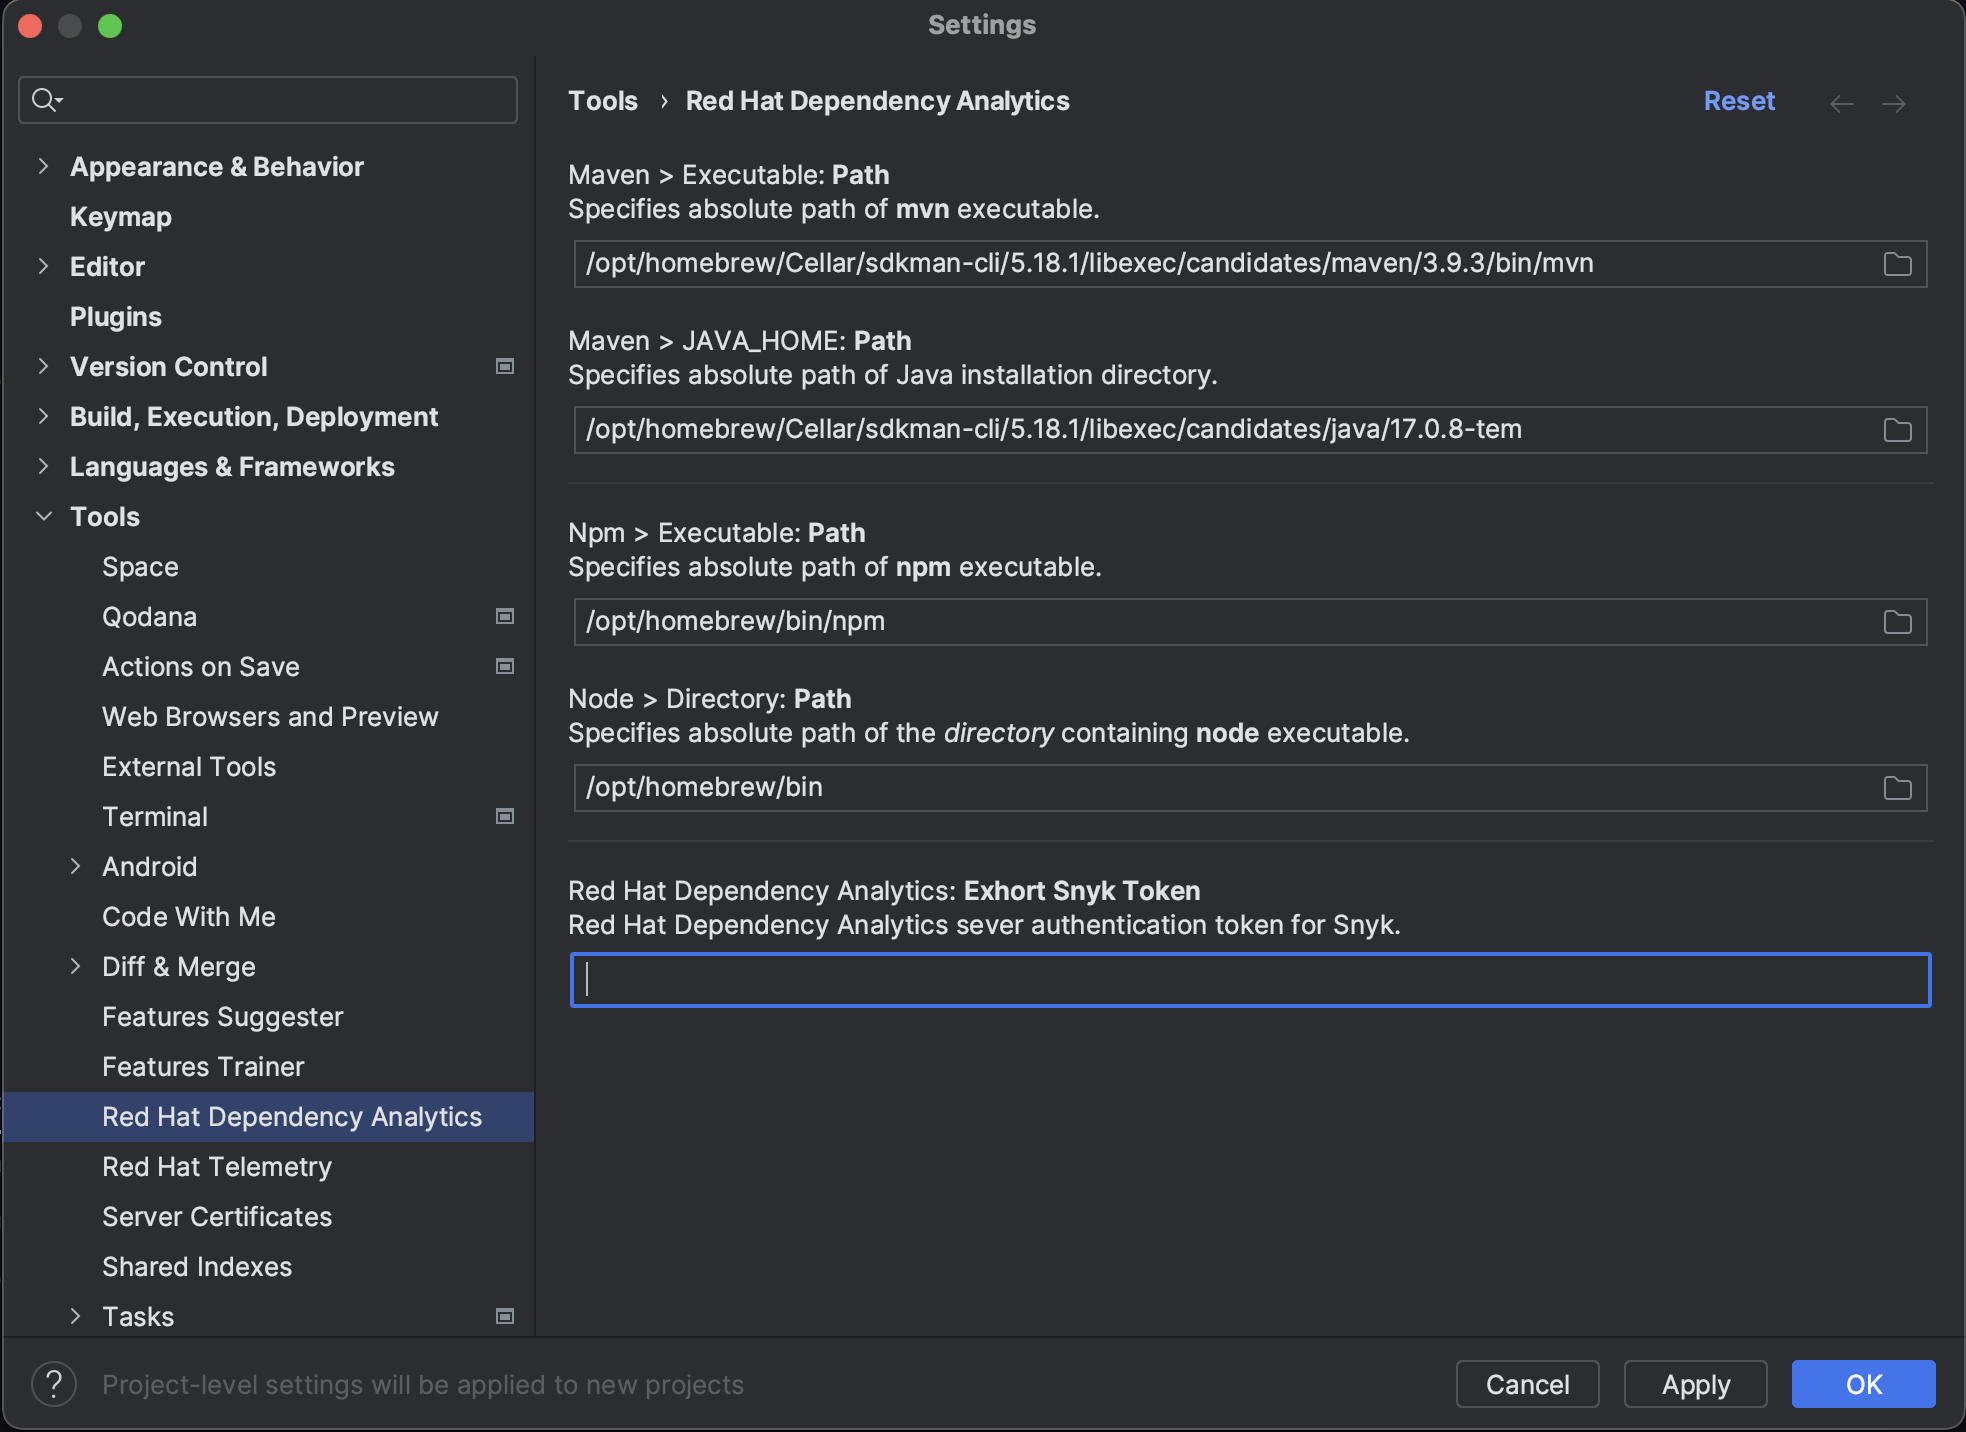 Settings
Tools › Red Hat Dependency Analytics
Reset
Appearance & Behavior
Keymap
Editor
Plugins
Version Control
Build, Execution, Deployment
Languages & Frameworks
Tools
Space
Qodana
Actions on Save
Web Browsers and Preview
External Tools
Terminal
Android
Code With Me
Diff & Merge
Features Suggester
Features Trainer
Red Hat Dependency Analytics
Red Hat Telemetry
Server Certificates
Shared Indexes
Tasks
Maven > Executable: Path
Specifies absolute path of mvn executable.
/opt/homebrew/Cellar/sdkman-cli/5.18.1/libexec/candidates/maven/3.9.3/bin/mvn
Maven > JAVA_HOME: Path
Specifies absolute path of Java installation directory.
/opt/homebrew/Cellar/sdkman-cli/5.18.1/libexec/candidates/java/17.0.8-tem
Npm > Executable: Path
Specifies absolute path of npm executable.
/opt/homebrew/bin/npm
Node > Directory: Path
Specifies absolute path of the directory containing node executable.
/opt/homebrew/bin
Red Hat Dependency Analytics: Exhort Snyk Token
Red Hat Dependency Analytics sever authentication token for Snyk.
? Project-level settings will be applied to new projects
Cancel
Apply
OK